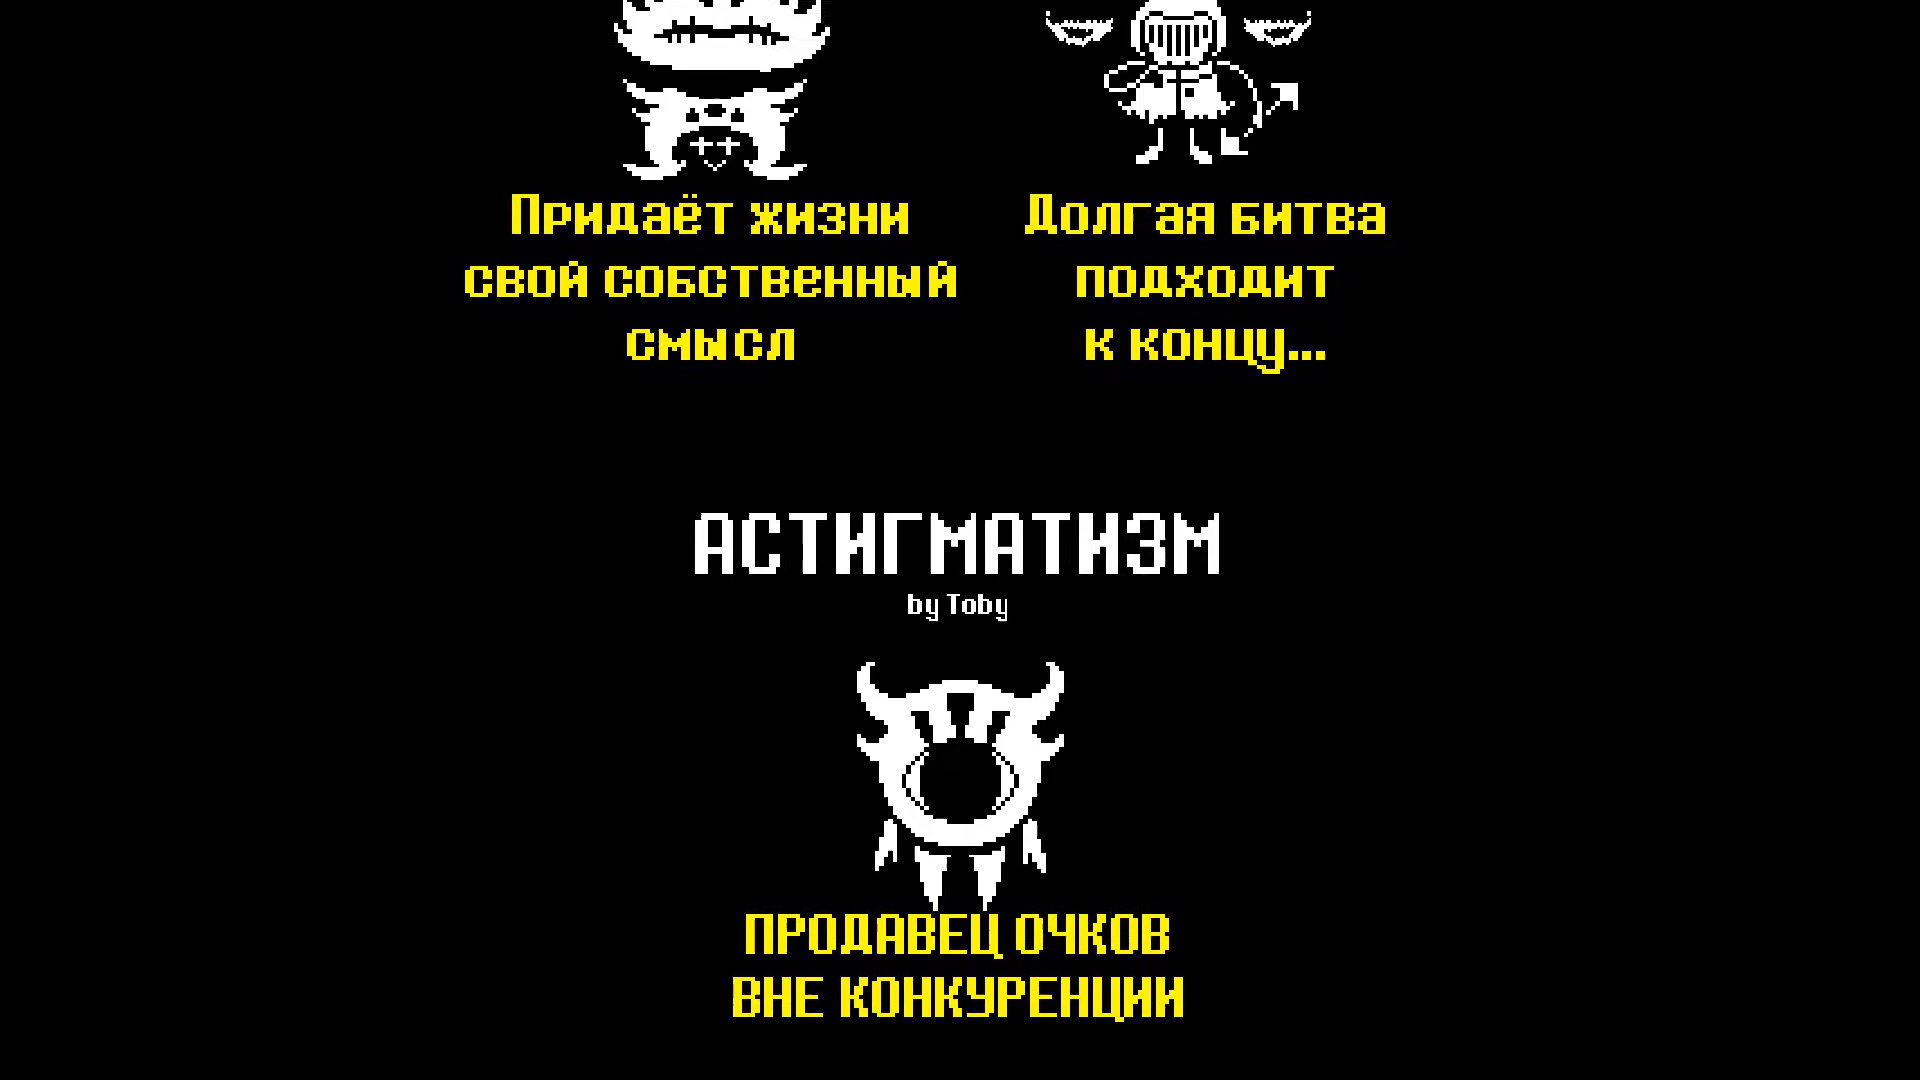 Придаёт жизни
свой собственный
смысл
Долгая битва
подходит
к концу...
АСТИГМАТИЗМ
by Toby
ПРОДАВЕЦ ОЧКОВ
ВНЕ КОНКУРЕНЦИИ